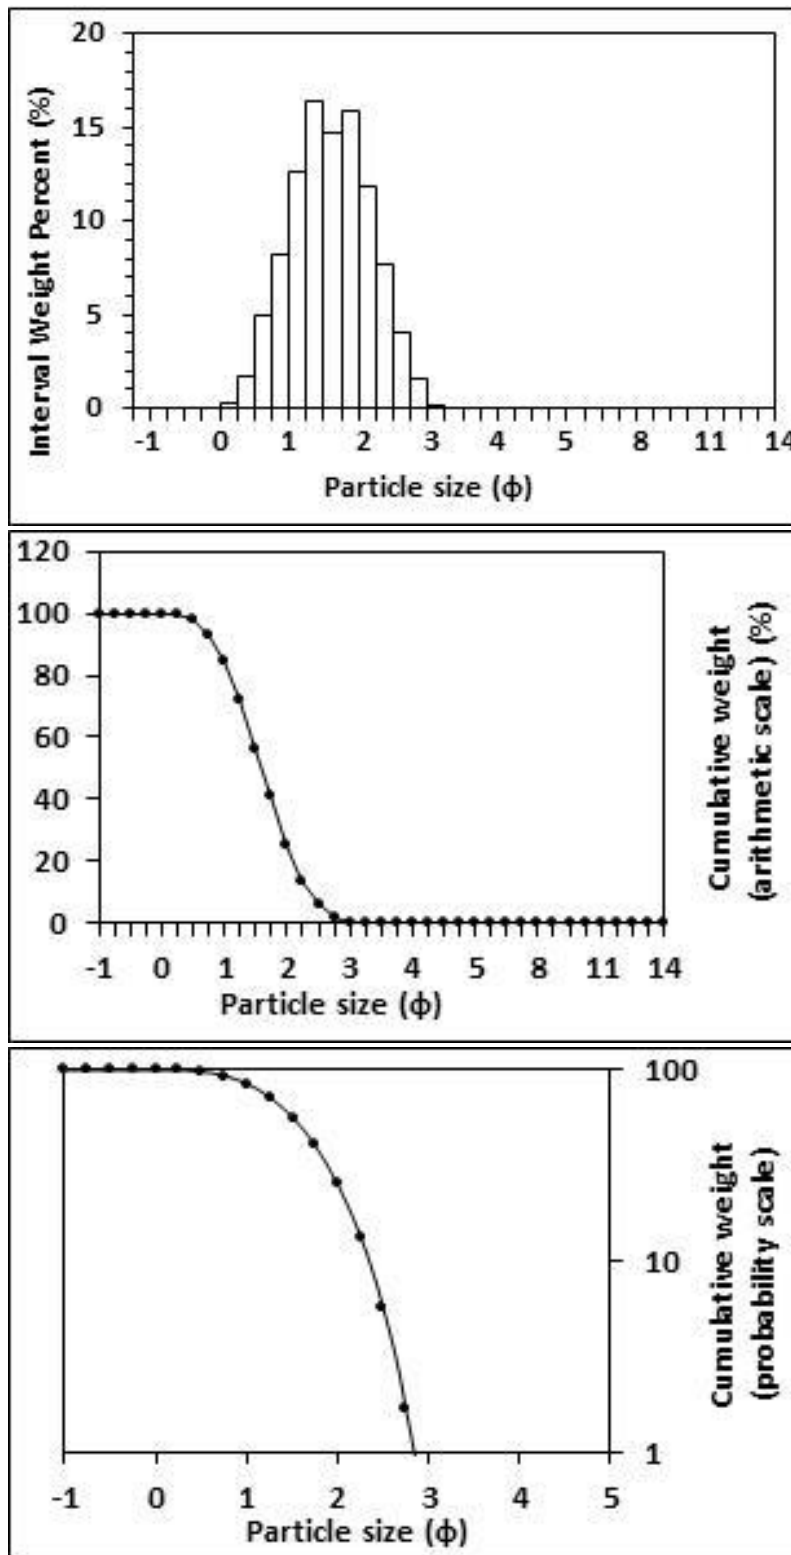 Interval Weight Percent (%)
20
15
10
5
0
-1 0 1 2 3 4 5 8 11 14
Particle size (ϕ)
120
100
80
60
40
20
0
-1 0 1 2 3 4 5 8 11 14
Particle size (ϕ)
Cumulative weight
(arithmetic scale) (%)
100
10
1
-1 0 1 2 3 4 5
Particle size (ϕ)
Cumulative weight
(probability scale)